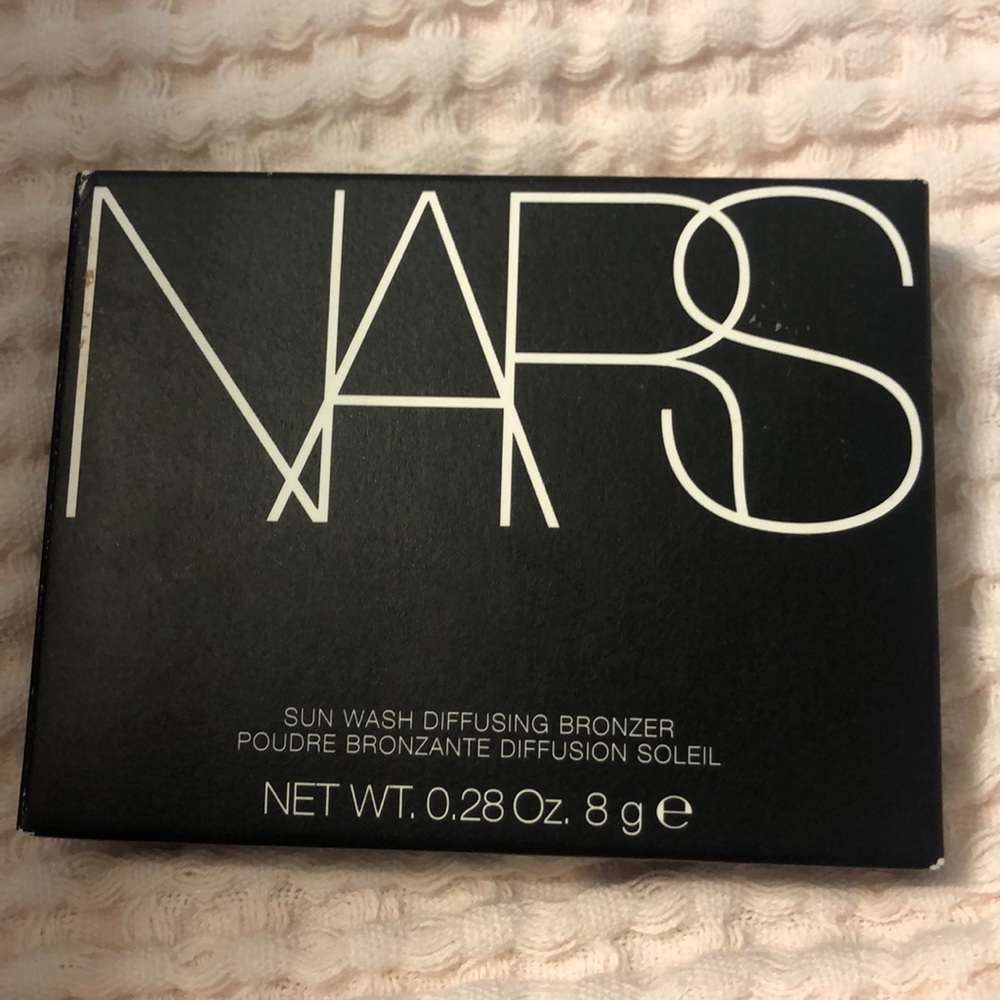 NARS
SUN WASH DIFFUSING BRONZER
POUDRE BRONZANTE DIFFUSION SOLEIL
NET WT. 0.28 Oz. 8 g ℮